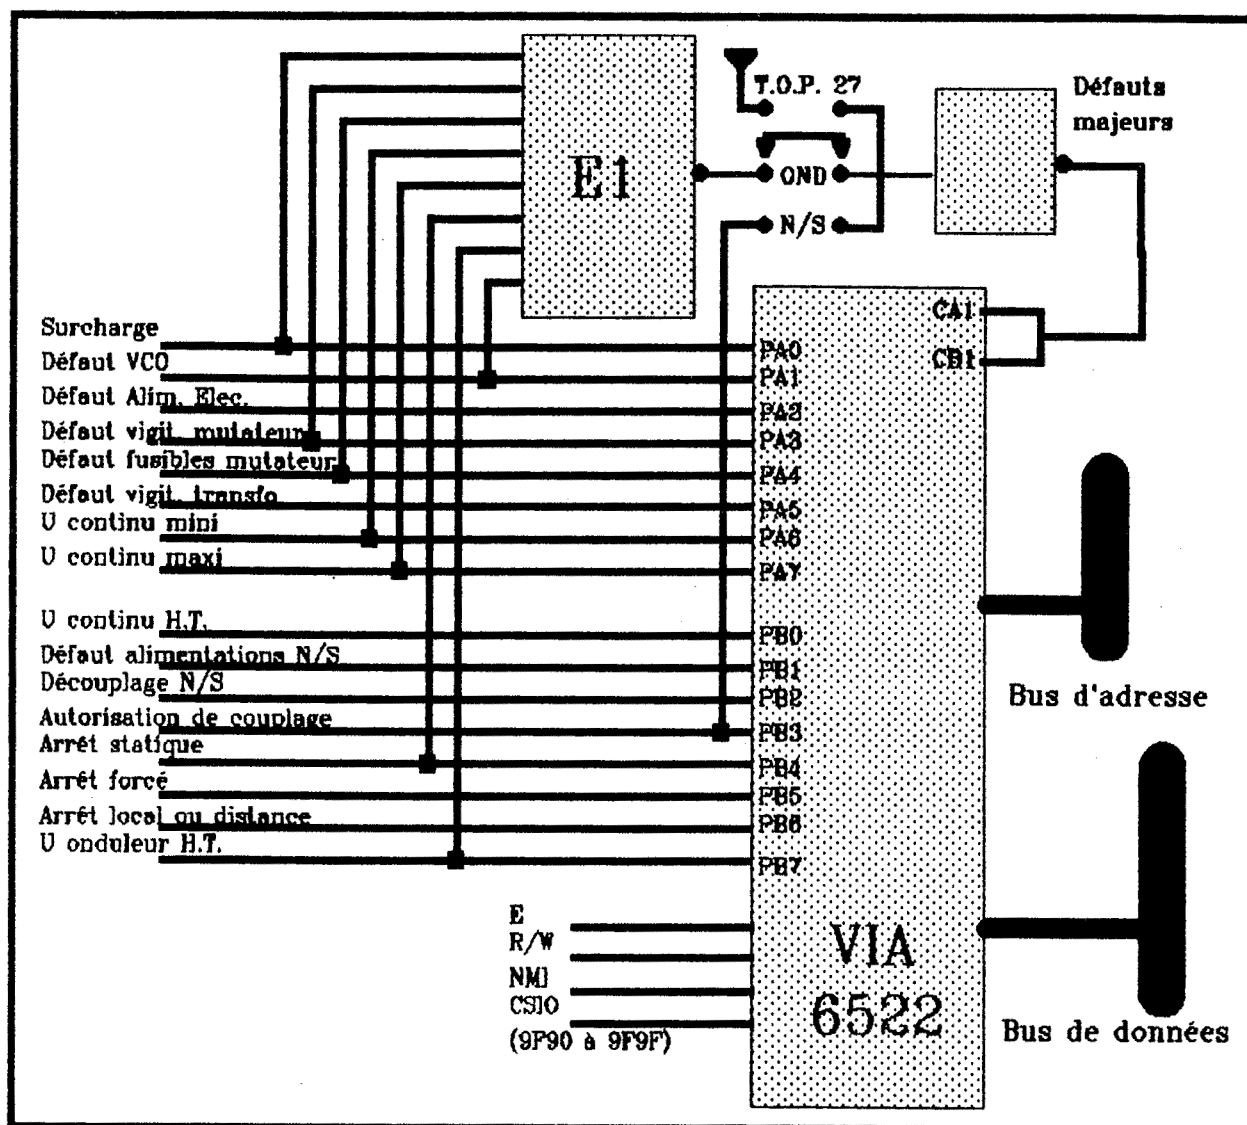 T.O.P. 27
Défauts
majeurs
E1
GND
N/S
CA1
CB1
Surcharge
PA0
Défaut VCO
PA1
Défaut Alim. Elec.
PA2
Défaut vigit. mutateur
PA3
Défaut fusibles mutateur
PA4
Défaut vigit. transfo
PA5
U continu mini
PA6
U continu maxi
PA7
U continu H.T.
PB0
Défaut alimentations N/S
PB1
Découplage N/S
PB2
Autorisation de couplage
PB3
Arrêt statique
PB4
Arrêt forcé
PB5
Arrêt local ou distance
PB6
U onduleur H.T.
PB7
Bus d'adresse
E
R/W
NMI
CSIO
(9F90 à 9F9F)
VIA
6522
Bus de données